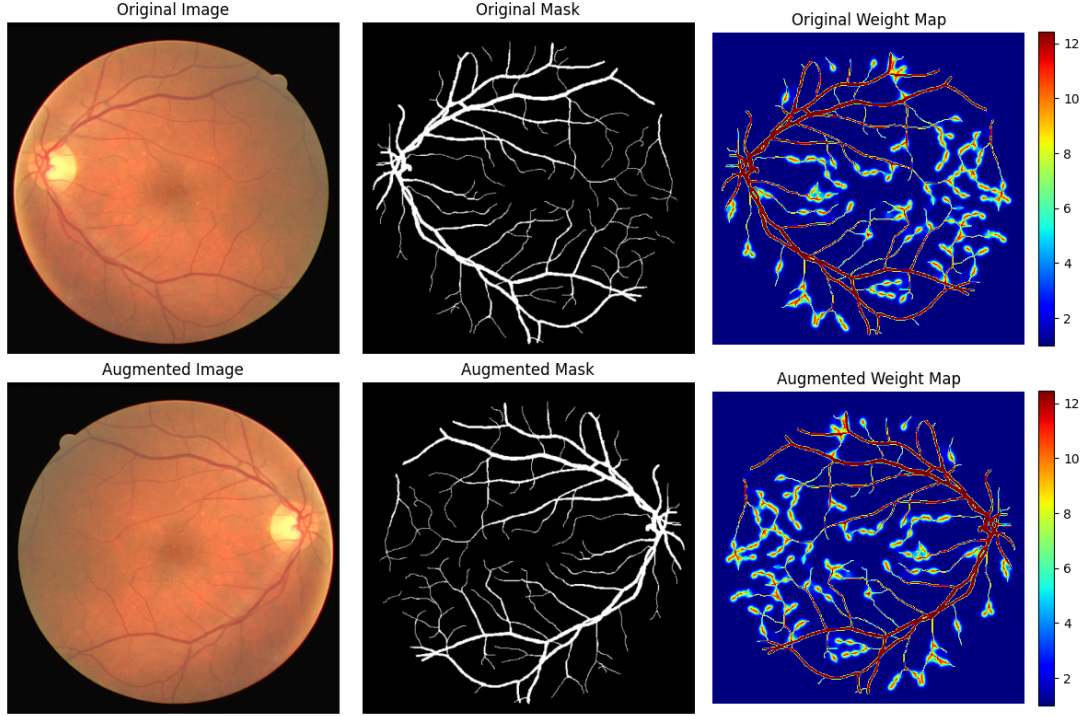 Original Image
Original Mask
Original Weight Map
12
10
8
6
4
2
Augmented Image
Augmented Mask
Augmented Weight Map
12
10
8
6
4
2